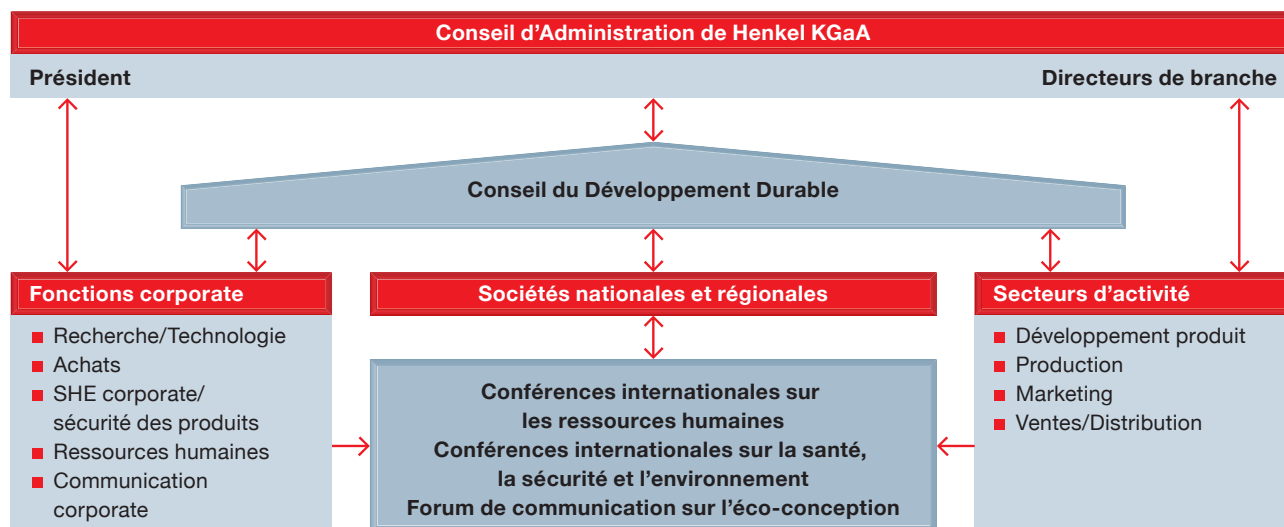 Conseil d’Administration de Henkel KGaA
Président
Directeurs de branche
Conseil du Développement Durable
Fonctions corporate
■ Recherche/Technologie
■ Achats
■ SHE corporate/
sécurité des produits
■ Ressources humaines
■ Communication
corporate
Sociétés nationales et régionales
Conférences internationales sur
les ressources humaines
Conférences internationales sur la santé,
la sécurité et l’environnement
Forum de communication sur l’éco-conception
Secteurs d’activité
■ Développement produit
■ Production
■ Marketing
■ Ventes/Distribution